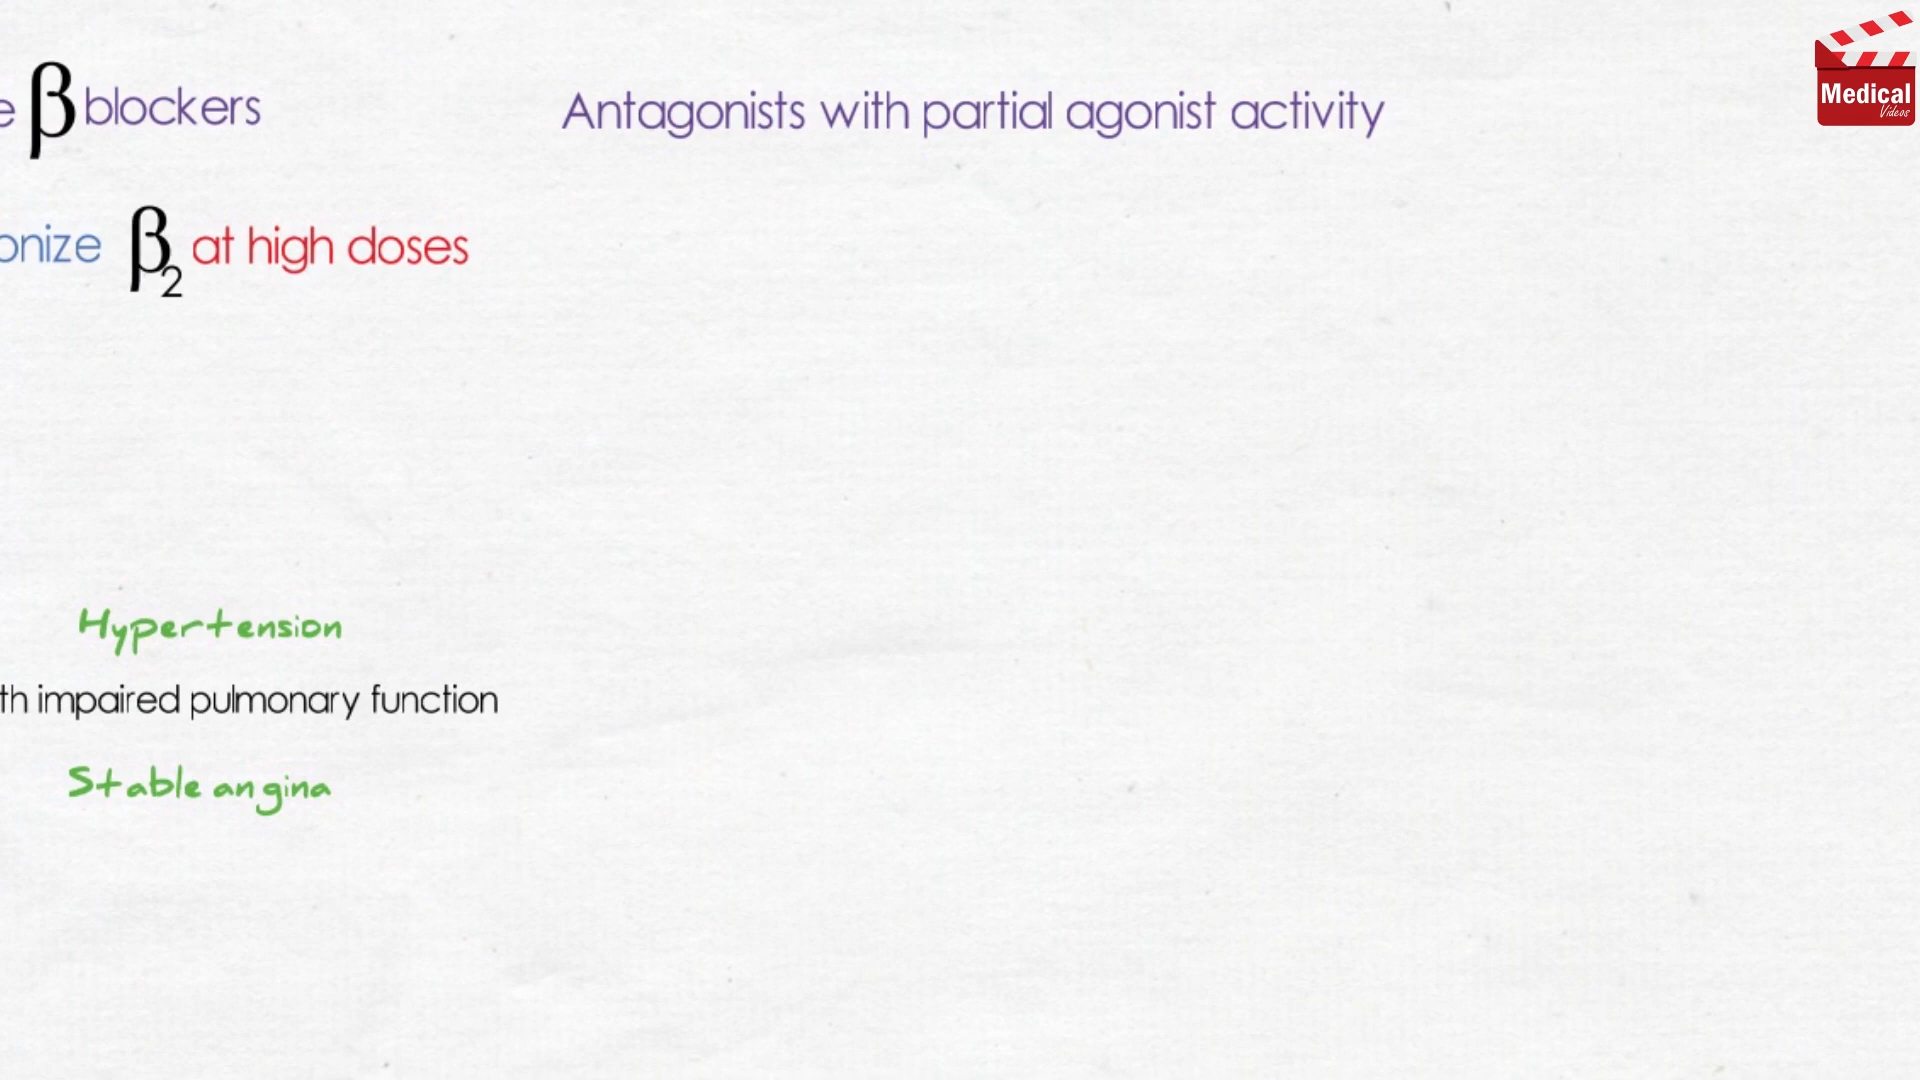 e β blockers
Antagonists with partial agonist activity
onize β2 at high doses
Hypertension
th impaired pulmonary function
Stable angina
Medical
Videos